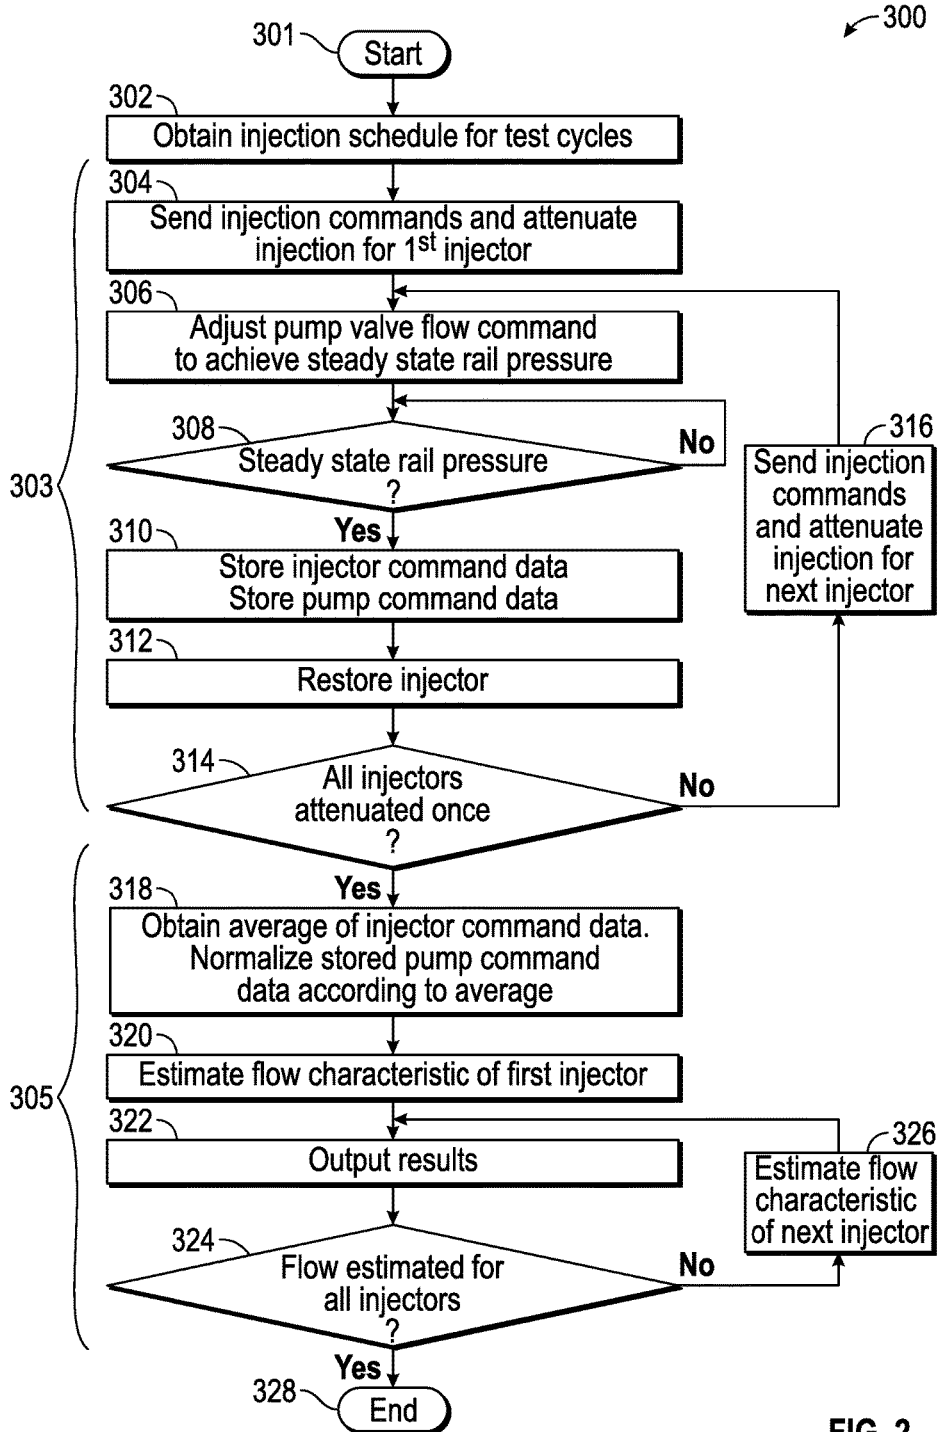 300
301
Start
302
Obtain injection schedule for test cycles
304
Send injection commands and attenuate
injection for 1st injector
306
Adjust pump valve flow command
to achieve steady state rail pressure
308
Steady state rail pressure
?
No
Yes
316
Send injection
commands
and attenuate
injection for
next injector
303
310
Store injector command data
Store pump command data
312
Restore injector
314
All injectors
attenuated once
?
No
Yes
318
Obtain average of injector command data.
Normalize stored pump command
data according to average
320
Estimate flow characteristic of first injector
305
322
Output results
326
Estimate flow
characteristic
of next injector
324
Flow estimated for
all injectors
?
No
Yes
328
End
FIG. 2